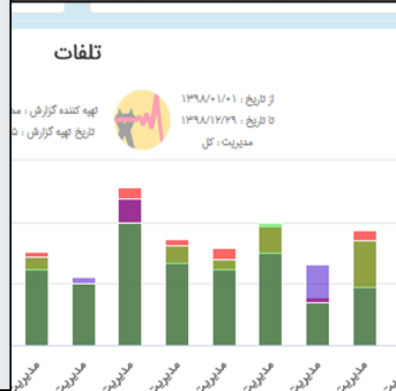 تلفات
از تاریخ : ۱۳۹۸/۰۱/۰۱
تا تاریخ : ۱۳۹۸/۱۲/۲۹
مدیریت : کل
تهیه کننده گزارش :
تاریخ تهیه گزارش :
مدیریت
مدیریت
مدیریت
مدیریت
مدیریت
مدیریت
مدیریت
مدیریت